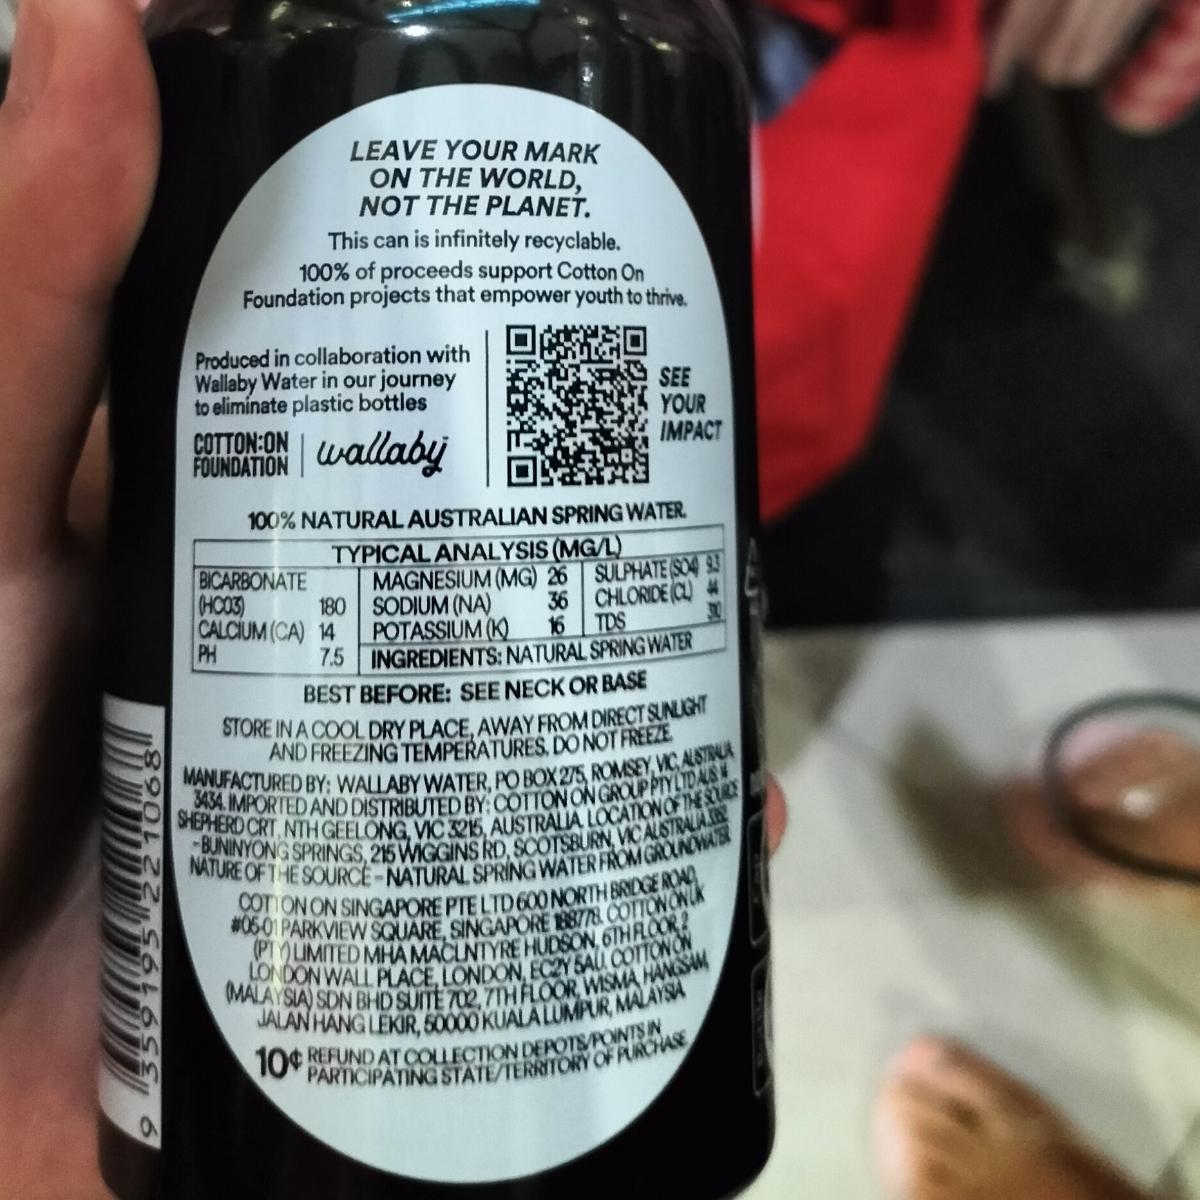 LEAVE YOUR MARK
ON THE WORLD,
NOT THE PLANET.
This can is infinitely recyclable.
100% of proceeds support Cotton On
Foundation projects that empower youth to thrive.
Produced in collaboration with
Wallaby Water in our journey
to eliminate plastic bottles
COTTON:ON
FOUNDATION
wallaby
SEE
YOUR
IMPACT
100% NATURAL AUSTRALIAN SPRING WATER.
TYPICAL ANALYSIS (MG/L)
BICARBONATE
(HCO3) 180
CALCIUM (CA) 14
PH 7.5
MAGNESIUM (MG) 26
SODIUM (NA) 36
POTASSIUM (K) 16
SULPHATE (SO4) 9.3
CHLORIDE (CL) 44
TDS 310
INGREDIENTS: NATURAL SPRING WATER
BEST BEFORE: SEE NECK OR BASE
STORE IN A COOL DRY PLACE, AWAY FROM DIRECT SUNLIGHT
AND FREEZING TEMPERATURES. DO NOT FREEZE.
MANUFACTURED BY: WALLABY WATER, PO BOX 275, ROMSEY, VIC, AUSTRALIA,
3434. IMPORTED AND DISTRIBUTED BY: COTTON ON GROUP PTY LTD AUS 14
SHEPHERD CRT, NTH GEELONG, VIC 3215, AUSTRALIA. LOCATION OF THE SOURCE
- BUNINYONG SPRINGS, 215 WIGGINS RD, SCOTSBURN, VIC AUSTRALIA 3352.
NATURE OF THE SOURCE - NATURAL SPRING WATER FROM GROUNDWATER
COTTON ON SINGAPORE PTE LTD 600 NORTH BRIDGE ROAD,
#05-01 PARKVIEW SQUARE, SINGAPORE 188778. COTTON ON UK
(PTY) LIMITED MHA MACLNTYRE HUDSON, 6TH FLOOR, 2
LONDON WALL PLACE, LONDON, EC2Y 5AU. COTTON ON
(MALAYSIA) SDN BHD SUITE 702, 7TH FLOOR, WISMA, HANGSAM,
JALAN HANG LEKIR, 50000 KUALA LUMPUR, MALAYSIA
10¢ REFUND AT COLLECTION DEPOTS/POINTS IN
PARTICIPATING STATE/TERRITORY OF PURCHASE.
9 359195 221068